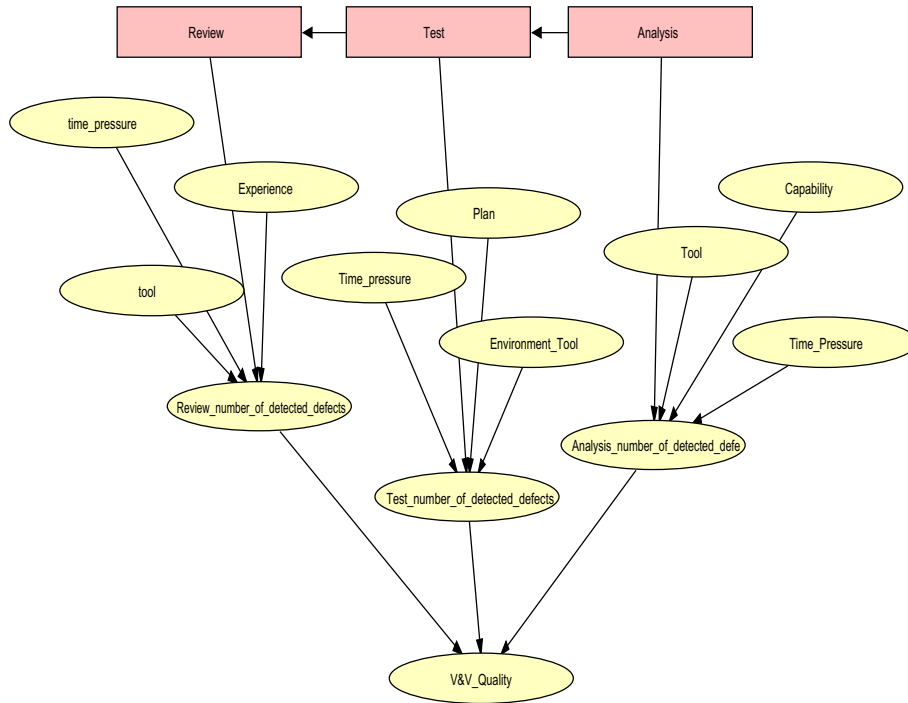 Review
Test
Analysis
time_pressure
Experience
Capability
Plan
Tool
Time_pressure
tool
Environment_Tool
Time_Pressure
Review_number_of_detected_defects
Analysis_number_of_detected_defe
Test_number_of_detected_defects
V&V_Quality